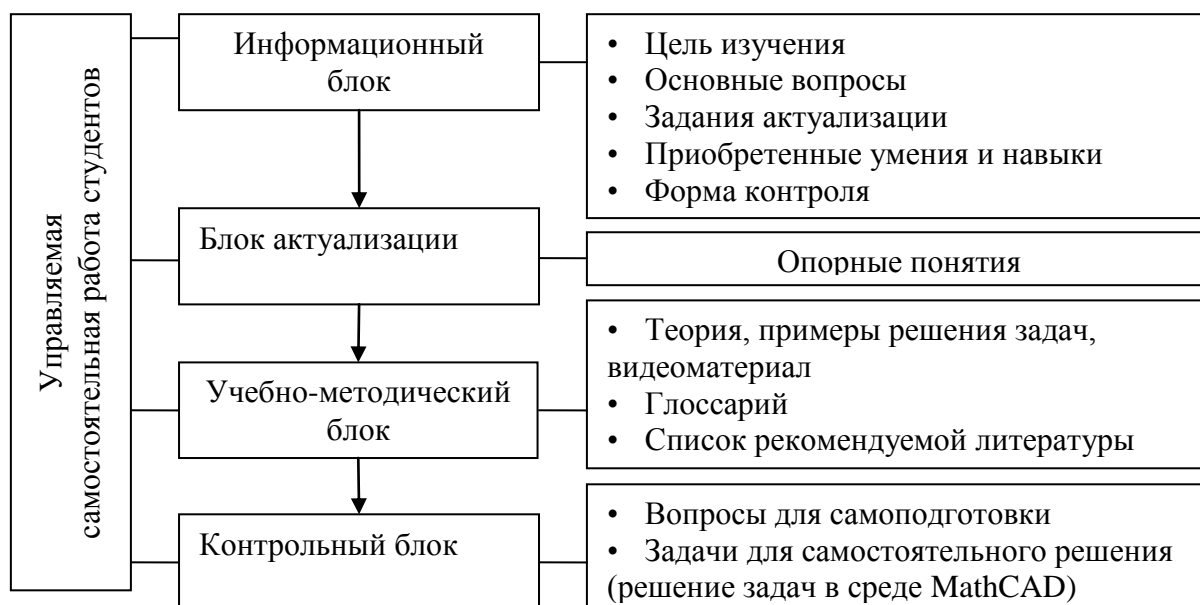 Управляемая
самостоятельная работа студентов
Информационный
блок
• Цель изучения
• Основные вопросы
• Задания актуализации
• Приобретенные умения и навыки
• Форма контроля
Блок актуализации
Опорные понятия
Учебно-методический
блок
• Теория, примеры решения задач,
видеоматериал
• Глоссарий
• Список рекомендуемой литературы
Контрольный блок
• Вопросы для самоподготовки
• Задачи для самостоятельного решения
(решение задач в среде MathCAD)